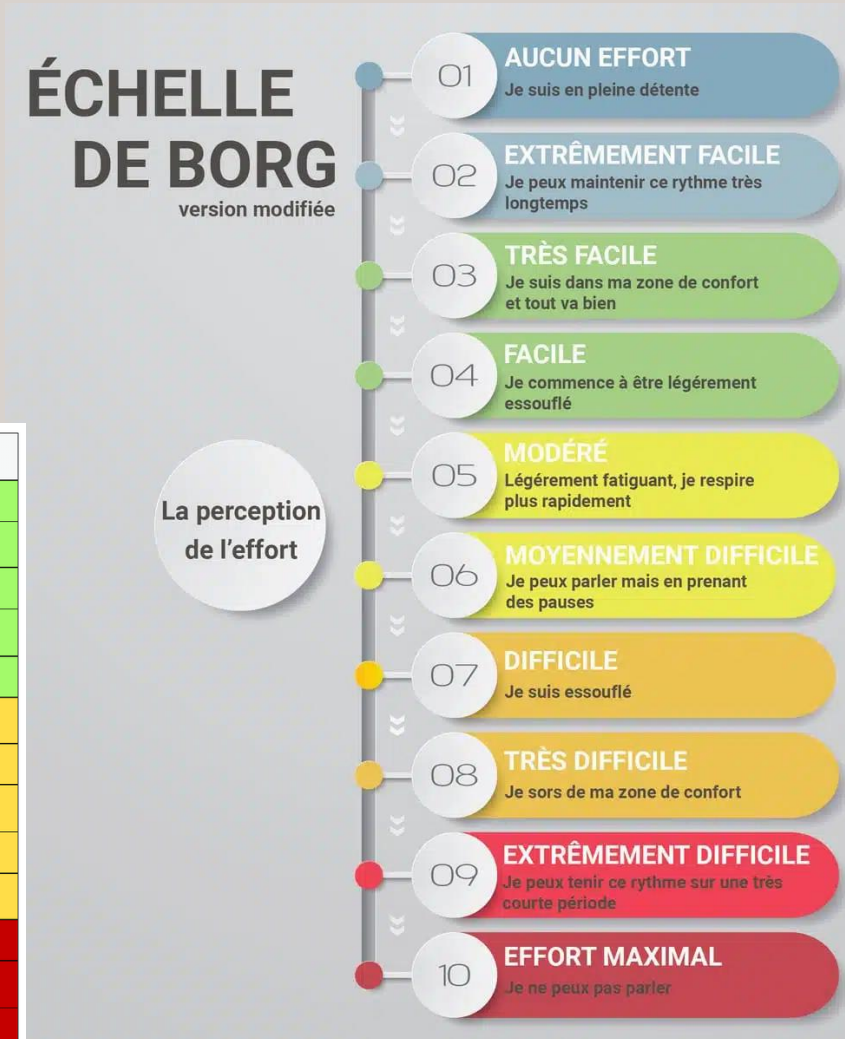 ÉCHELLE
DE BORG
version modifiée
La perception
de l'effort
01
AUCUN EFFORT
Je suis en pleine détente
02
EXTRÊMEMENT FACILE
Je peux maintenir ce rythme très
longtemps
03
TRÈS FACILE
Je suis dans ma zone de confort
et tout va bien
04
FACILE
Je commence à être légérement
essouflé
05
MODÉRÉ
Légérement fatiguant, je respire
plus rapidement
06
MOYENNEMENT DIFFICILE
Je peux parler mais en prenant
des pauses
07
DIFFICILE
Je suis essouflé
08
TRÈS DIFFICILE
Je sors de ma zone de confort
09
EXTRÊMEMENT DIFFICILE
Je peux tenir ce rythme sur une très
courte période
10
EFFORT MAXIMAL
Je ne peux pas parler